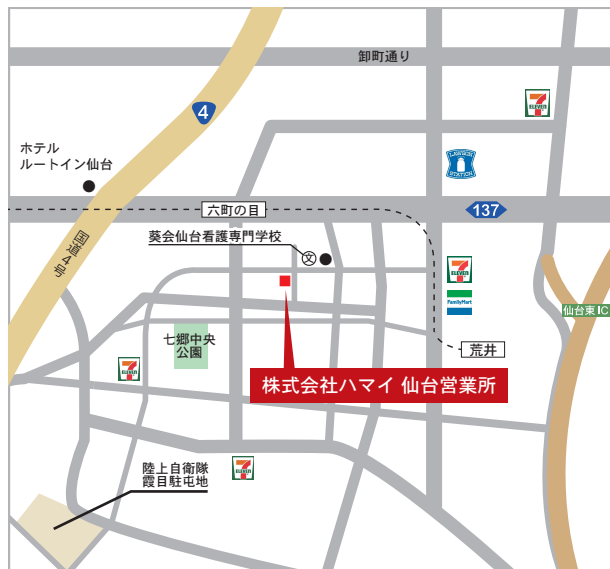 卸町通り
7
ELEVEN
4
ホテル
ルートイン仙台
LAWSON
STATION
六町の目
137
国道4号
葵会仙台看護専門学校
文
7
ELEVEN
FamilyMart
仙台東IC
七郷中央
公園
荒井
7
ELEVEN
株式会社ハマイ 仙台営業所
7
ELEVEN
陸上自衛隊
霞目駐屯地